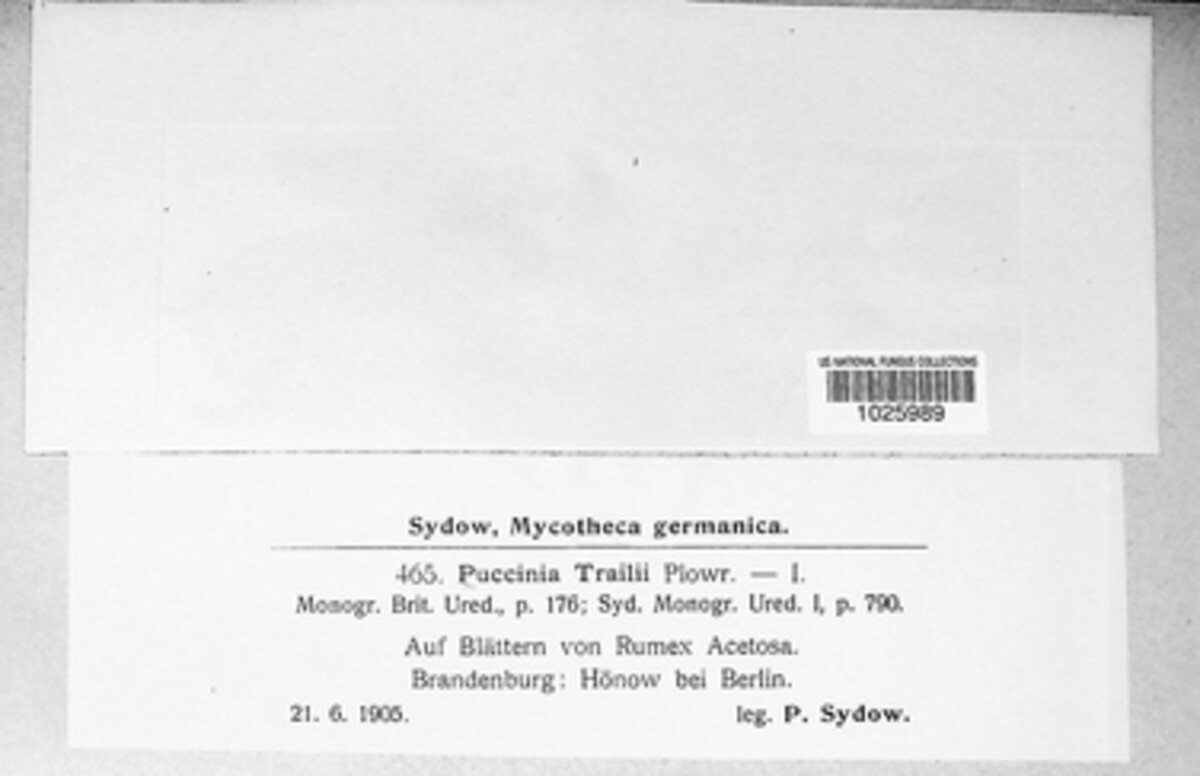 US NATIONAL FUNGUS COLLECTIONS
1025989
Sydow, Mycotheca germanica.
465. Puccinia Trailii Plowr. — I.
Monogr. Brit. Ured., p. 176; Syd. Monogr. Ured. I, p. 790.
Auf Blättern von Rumex Acetosa.
Brandenburg: Hönow bei Berlin.
21. 6. 1905. leg. P. Sydow.